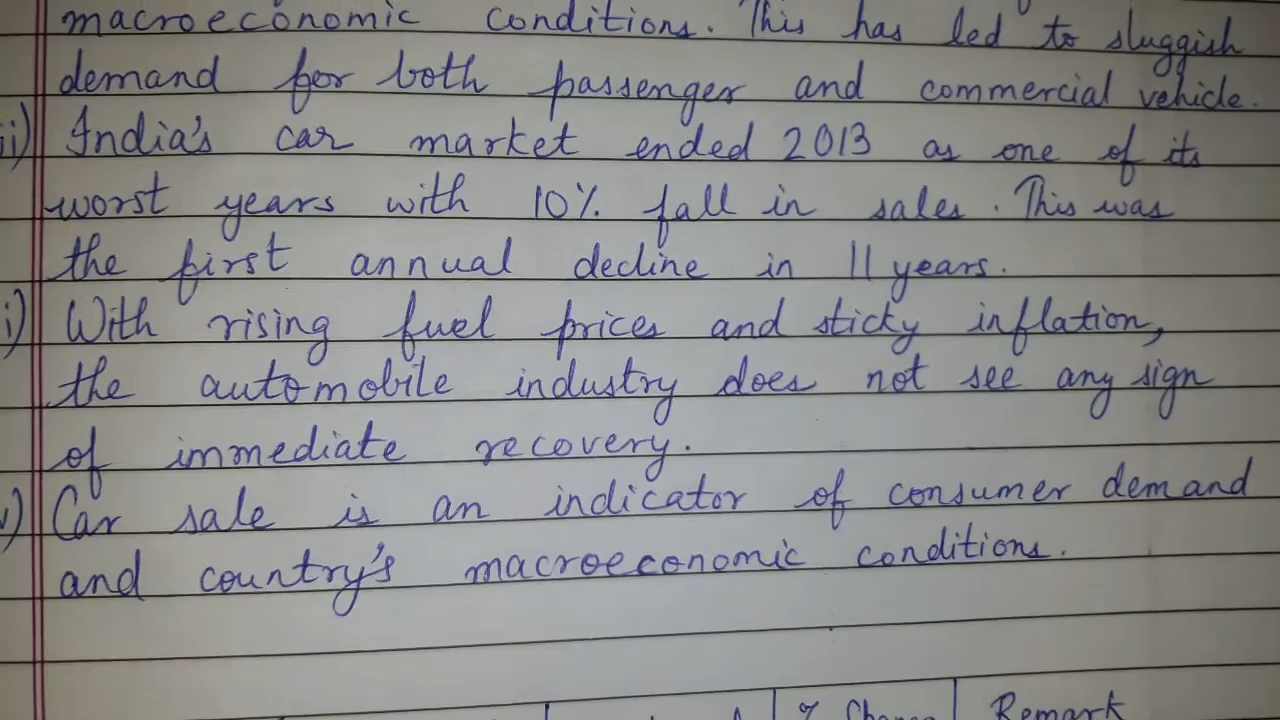 macroeconomic conditions. This has led to sluggish
demand for both passenger and commercial vehicle.
ii) India's car market ended 2013 as one of its
worst years with 10% fall in sales. This was
the first annual decline in 11 years.
i) With rising fuel prices and sticky inflation,
the automobile industry does not see any sign
of immediate recovery.
v) Car sale is an indicator of consumer demand
and country's macroeconomic conditions.
% Change Remark